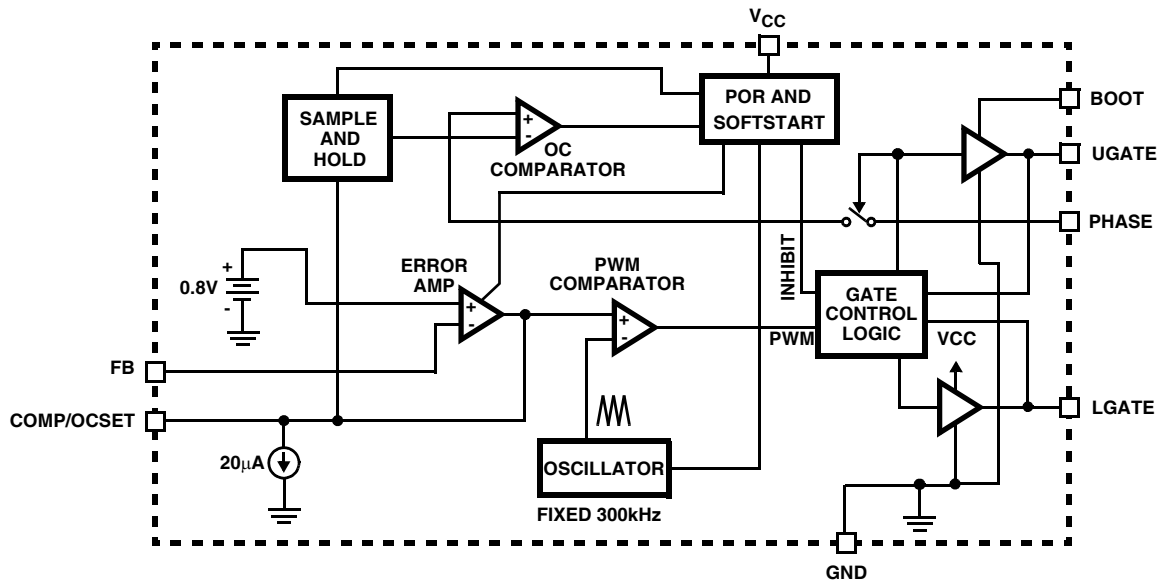 VCC
SAMPLE
AND
HOLD
+
-
OC
COMPARATOR
POR AND
SOFTSTART
BOOT
UGATE
PHASE
+
0.8V
-
ERROR
AMP
+
-
PWM
COMPARATOR
+
-
INHIBIT
PWM
GATE
CONTROL
LOGIC
VCC
FB
COMP/OCSET
LGATE
20μA
OSCILLATOR
FIXED 300kHz
GND